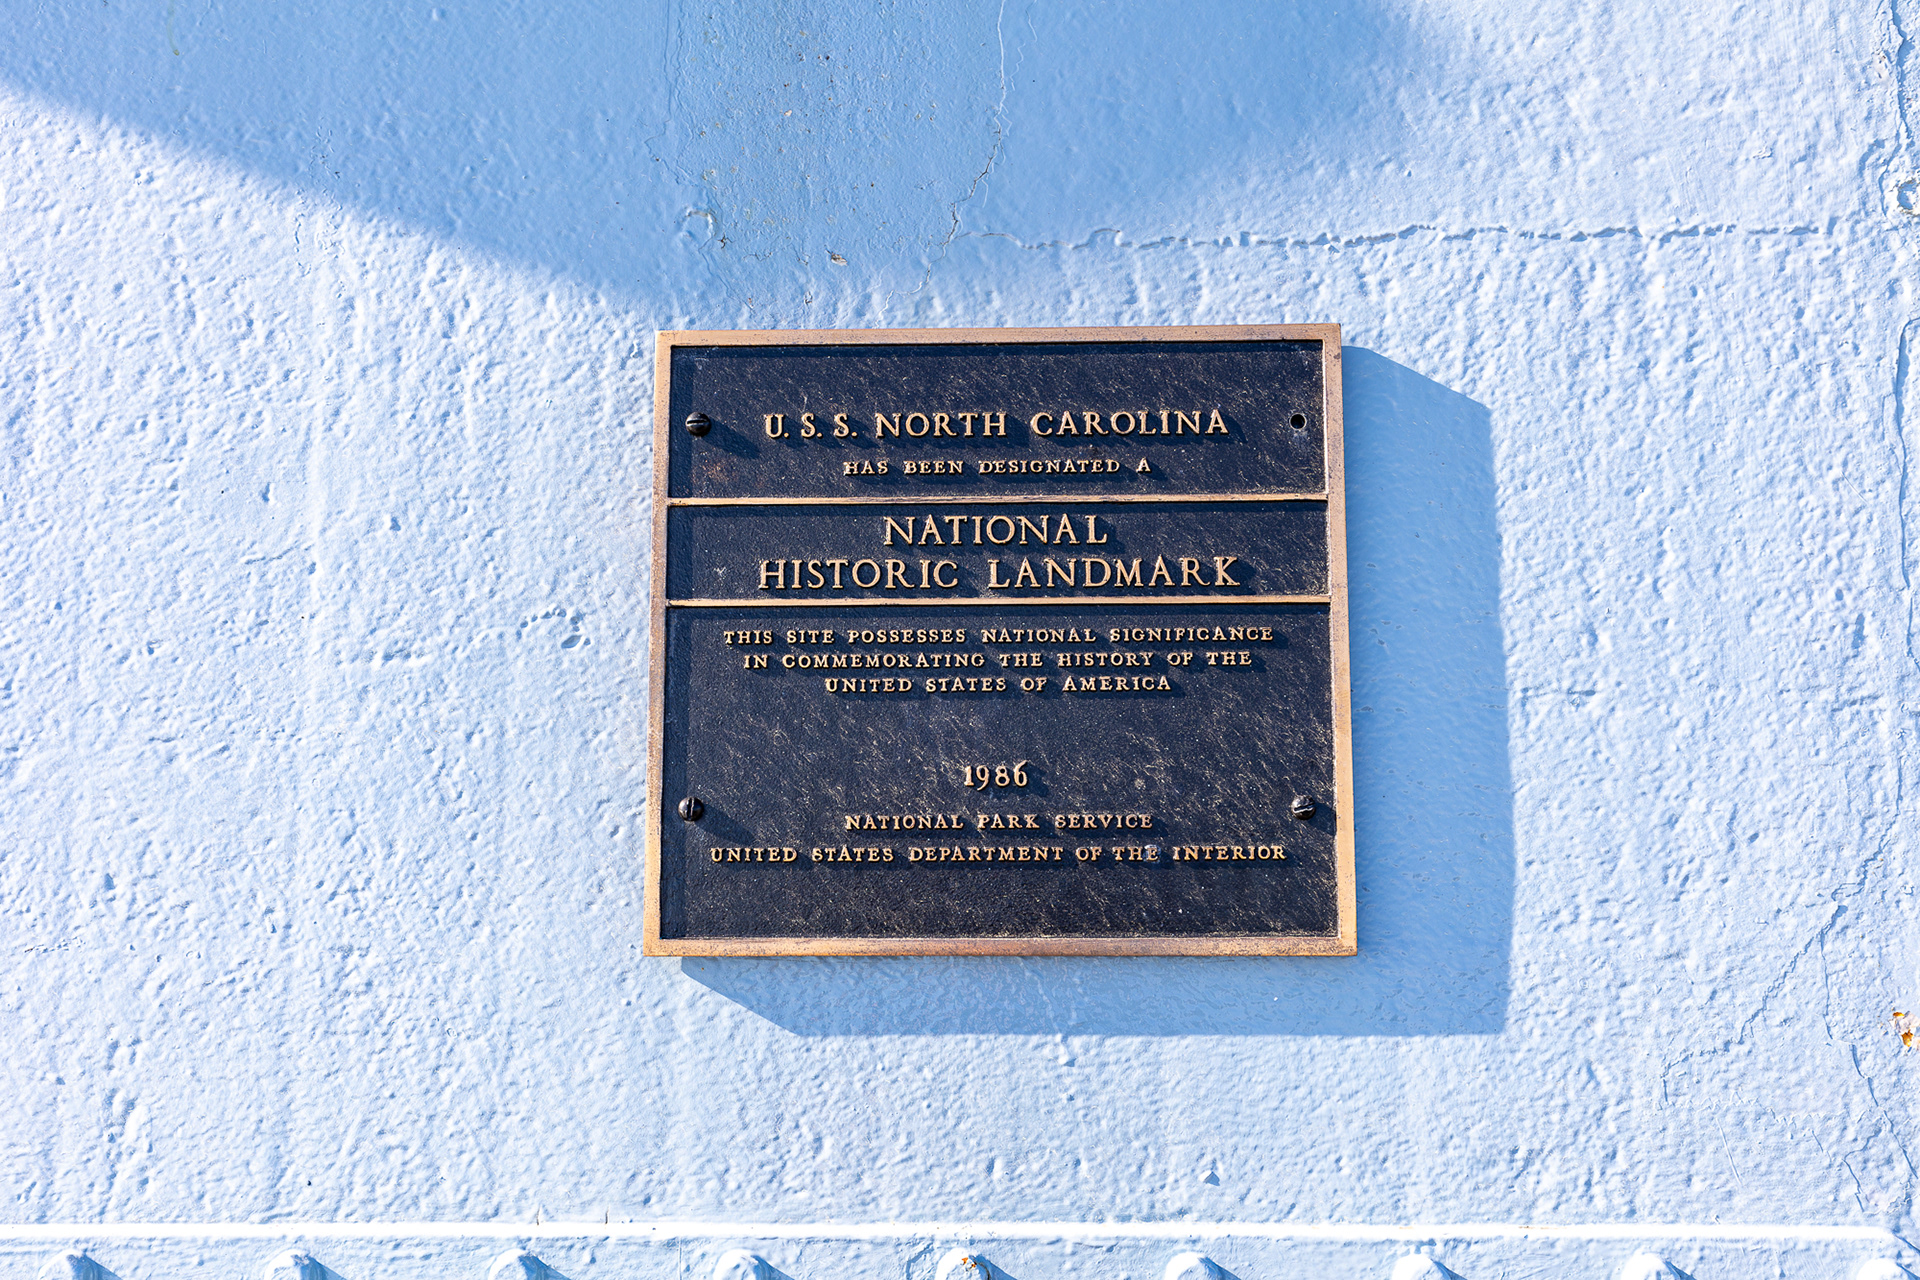 U.S.S. NORTH CAROLINA
HAS BEEN DESIGNATED A
NATIONAL
HISTORIC LANDMARK
THIS SITE POSSESSES NATIONAL SIGNIFICANCE
IN COMMEMORATING THE HISTORY OF THE
UNITED STATES OF AMERICA
1986
NATIONAL PARK SERVICE
UNITED STATES DEPARTMENT OF THE INTERIOR